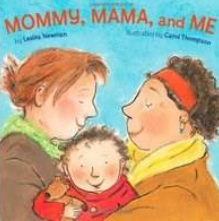 MOMMY, MAMA, and ME
by Lesléa Newman
illustrated by Carol Thompson